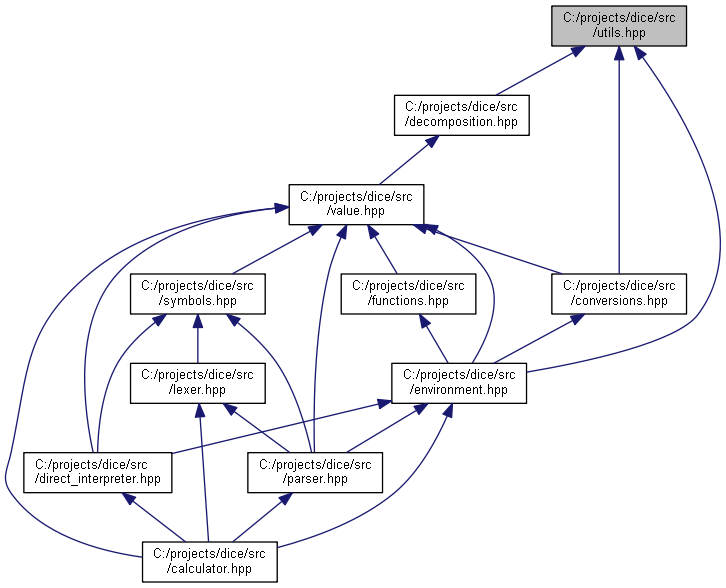 C:/projects/dice/src
/utils.hpp
C:/projects/dice/src
/decomposition.hpp
C:/projects/dice/src
/value.hpp
C:/projects/dice/src
/symbols.hpp
C:/projects/dice/src
/functions.hpp
C:/projects/dice/src
/conversions.hpp
C:/projects/dice/src
/lexer.hpp
C:/projects/dice/src
/environment.hpp
C:/projects/dice/src
/direct_interpreter.hpp
C:/projects/dice/src
/parser.hpp
C:/projects/dice/src
/calculator.hpp